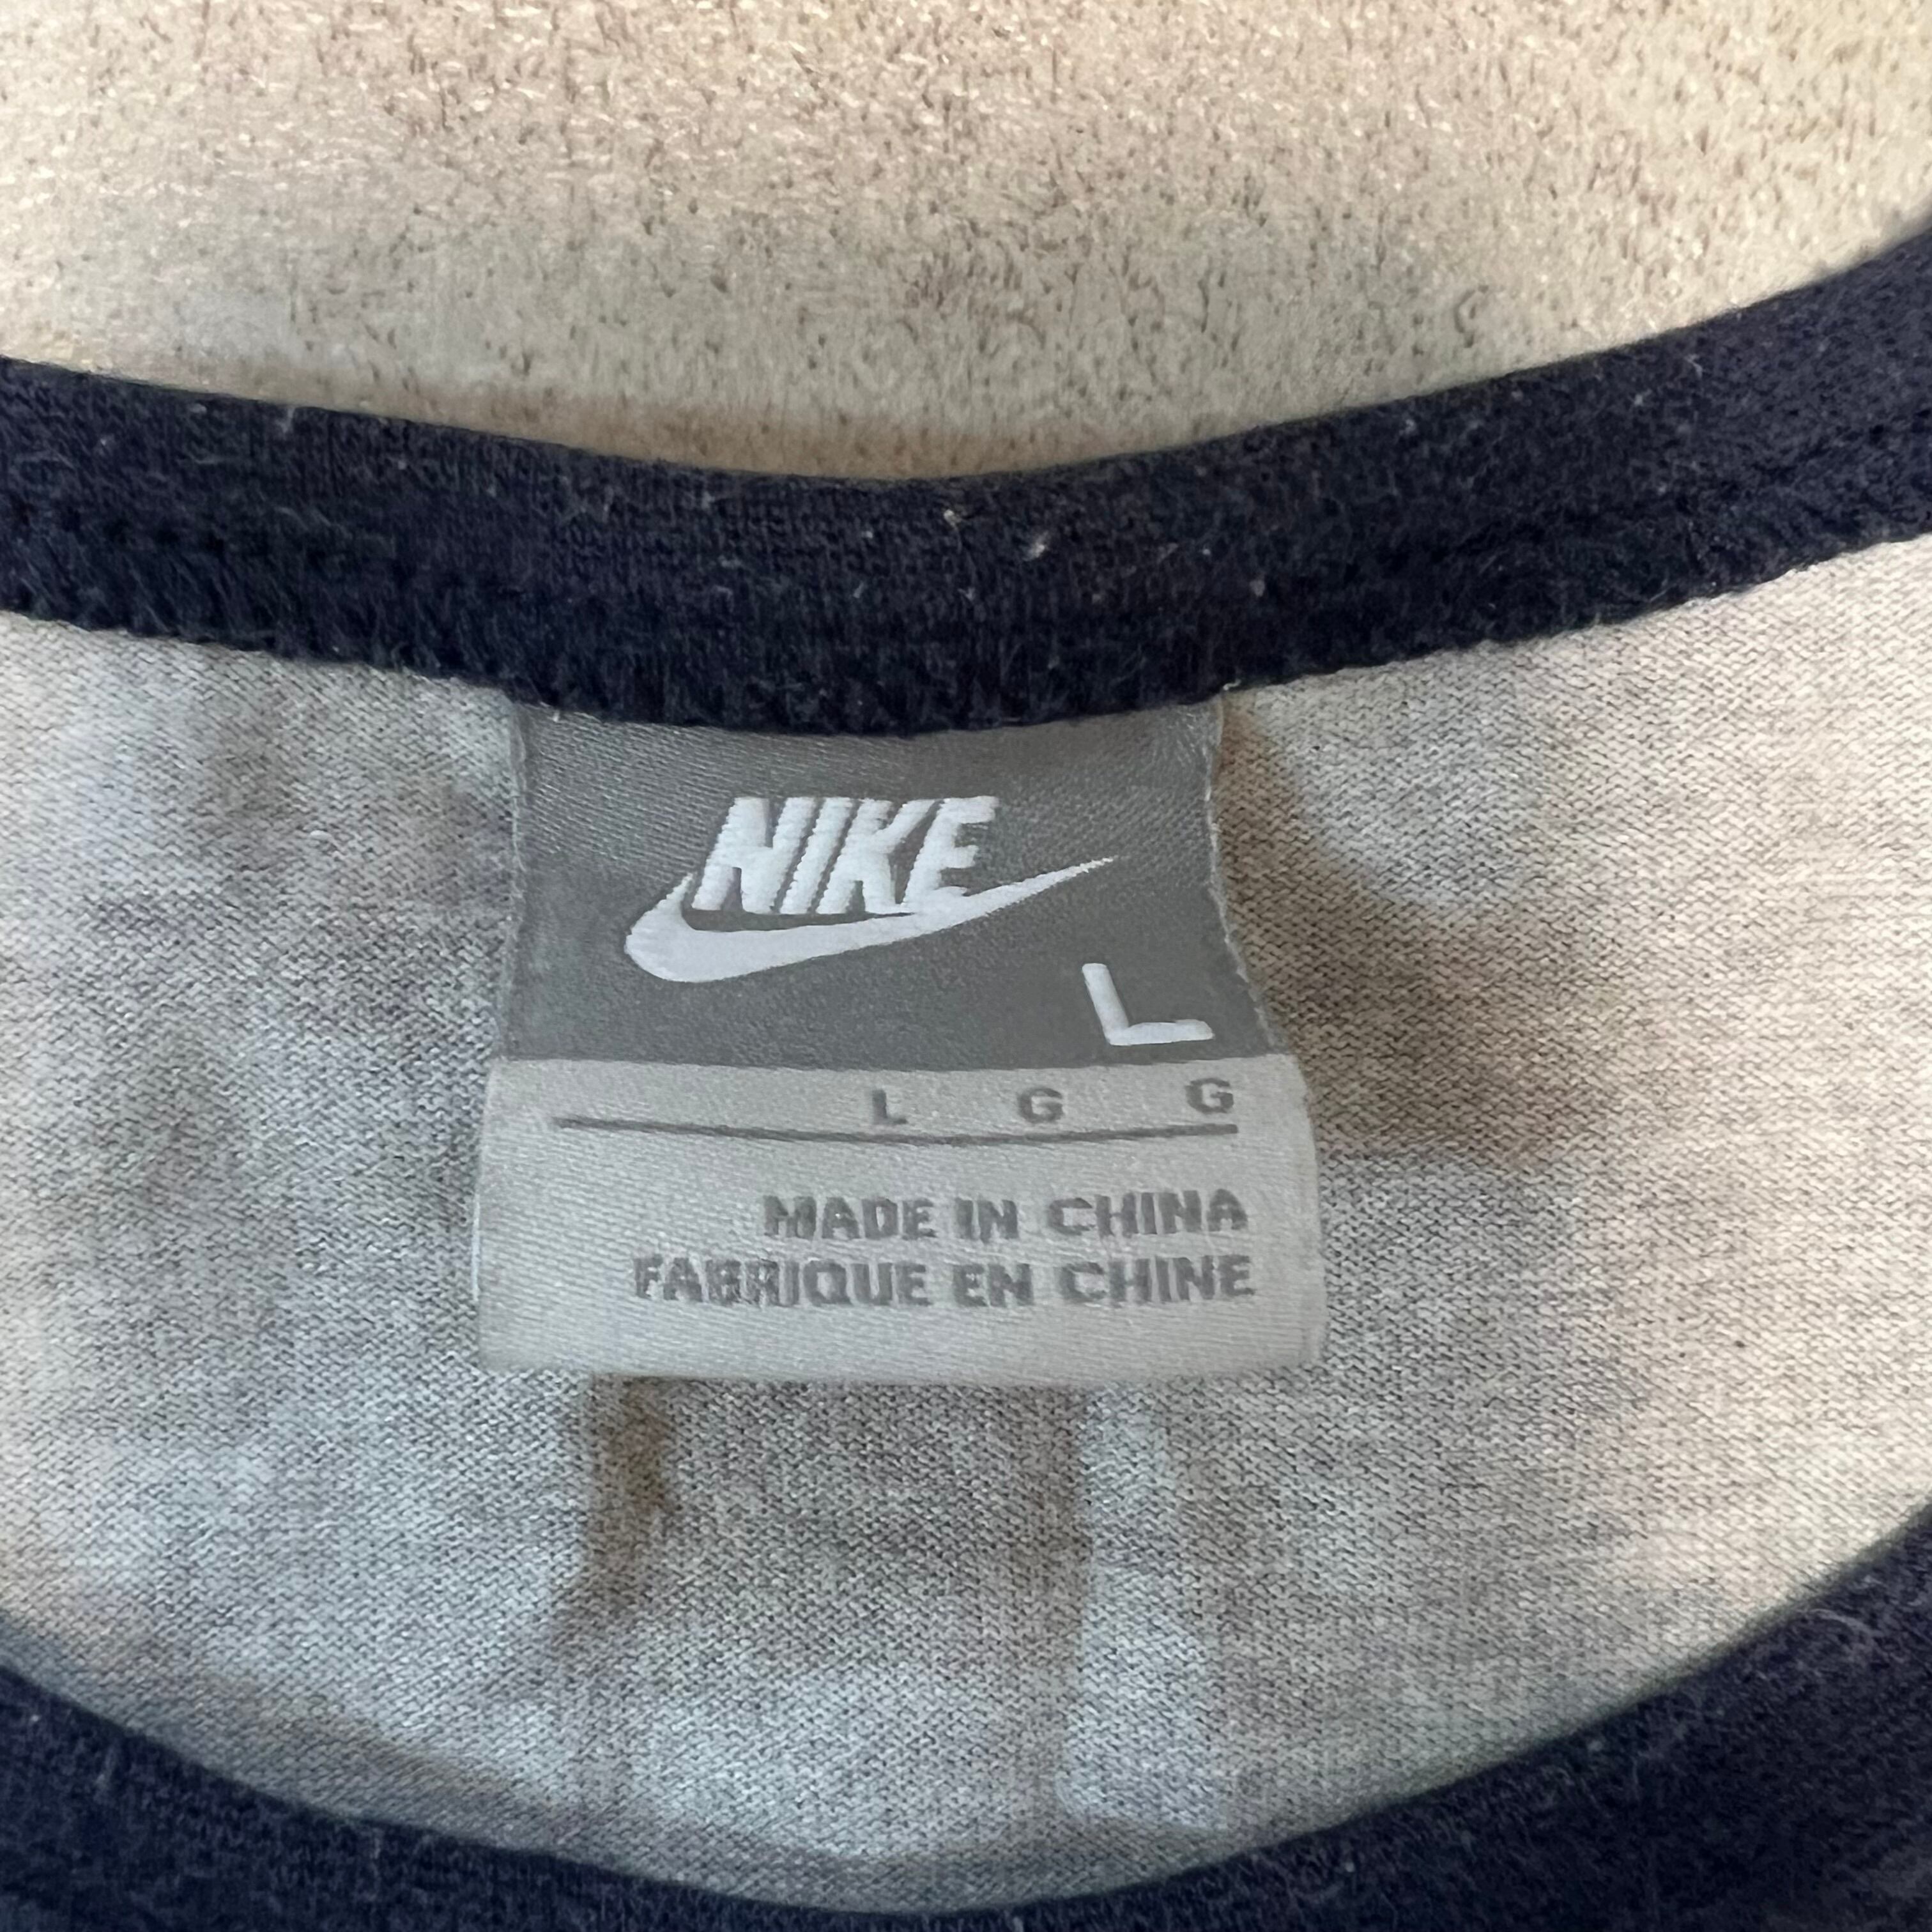 NIKE
L
L G G
MADE IN CHINA
FABRIQUE EN CHINE